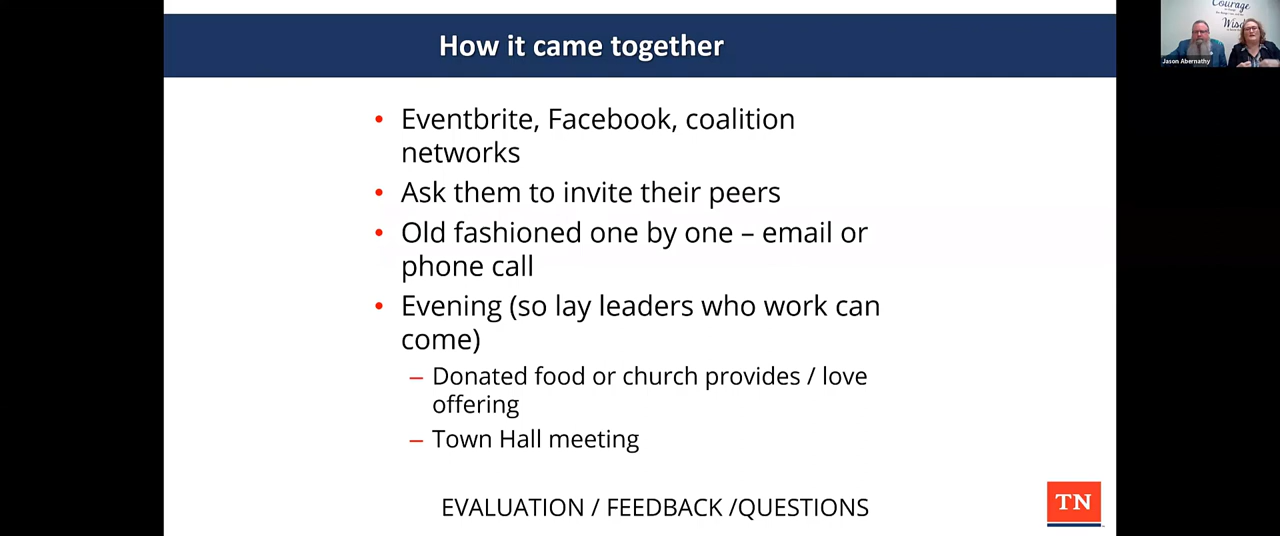 How it came together
• Eventbrite, Facebook, coalition
networks
• Ask them to invite their peers
• Old fashioned one by one – email or
phone call
• Evening (so lay leaders who work can
come)
– Donated food or church provides / love
offering
– Town Hall meeting
EVALUATION / FEEDBACK /QUESTIONS
TN
Courage
Wisd
Jason Abernathy